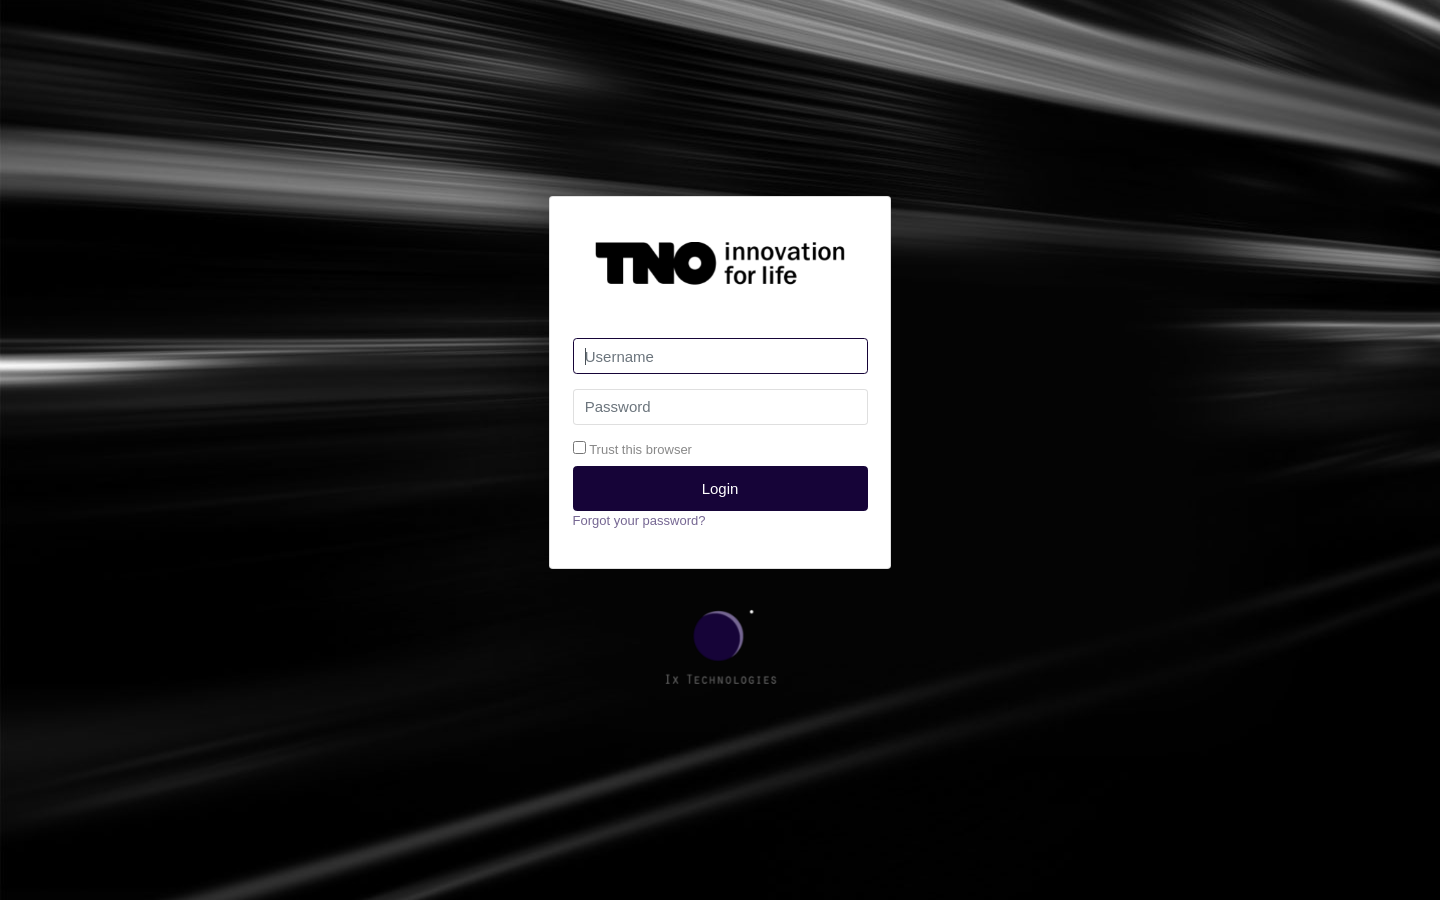 TNO innovation
for life
Username
Password
Trust this browser
Login
Forgot your password?
Ix Technologies